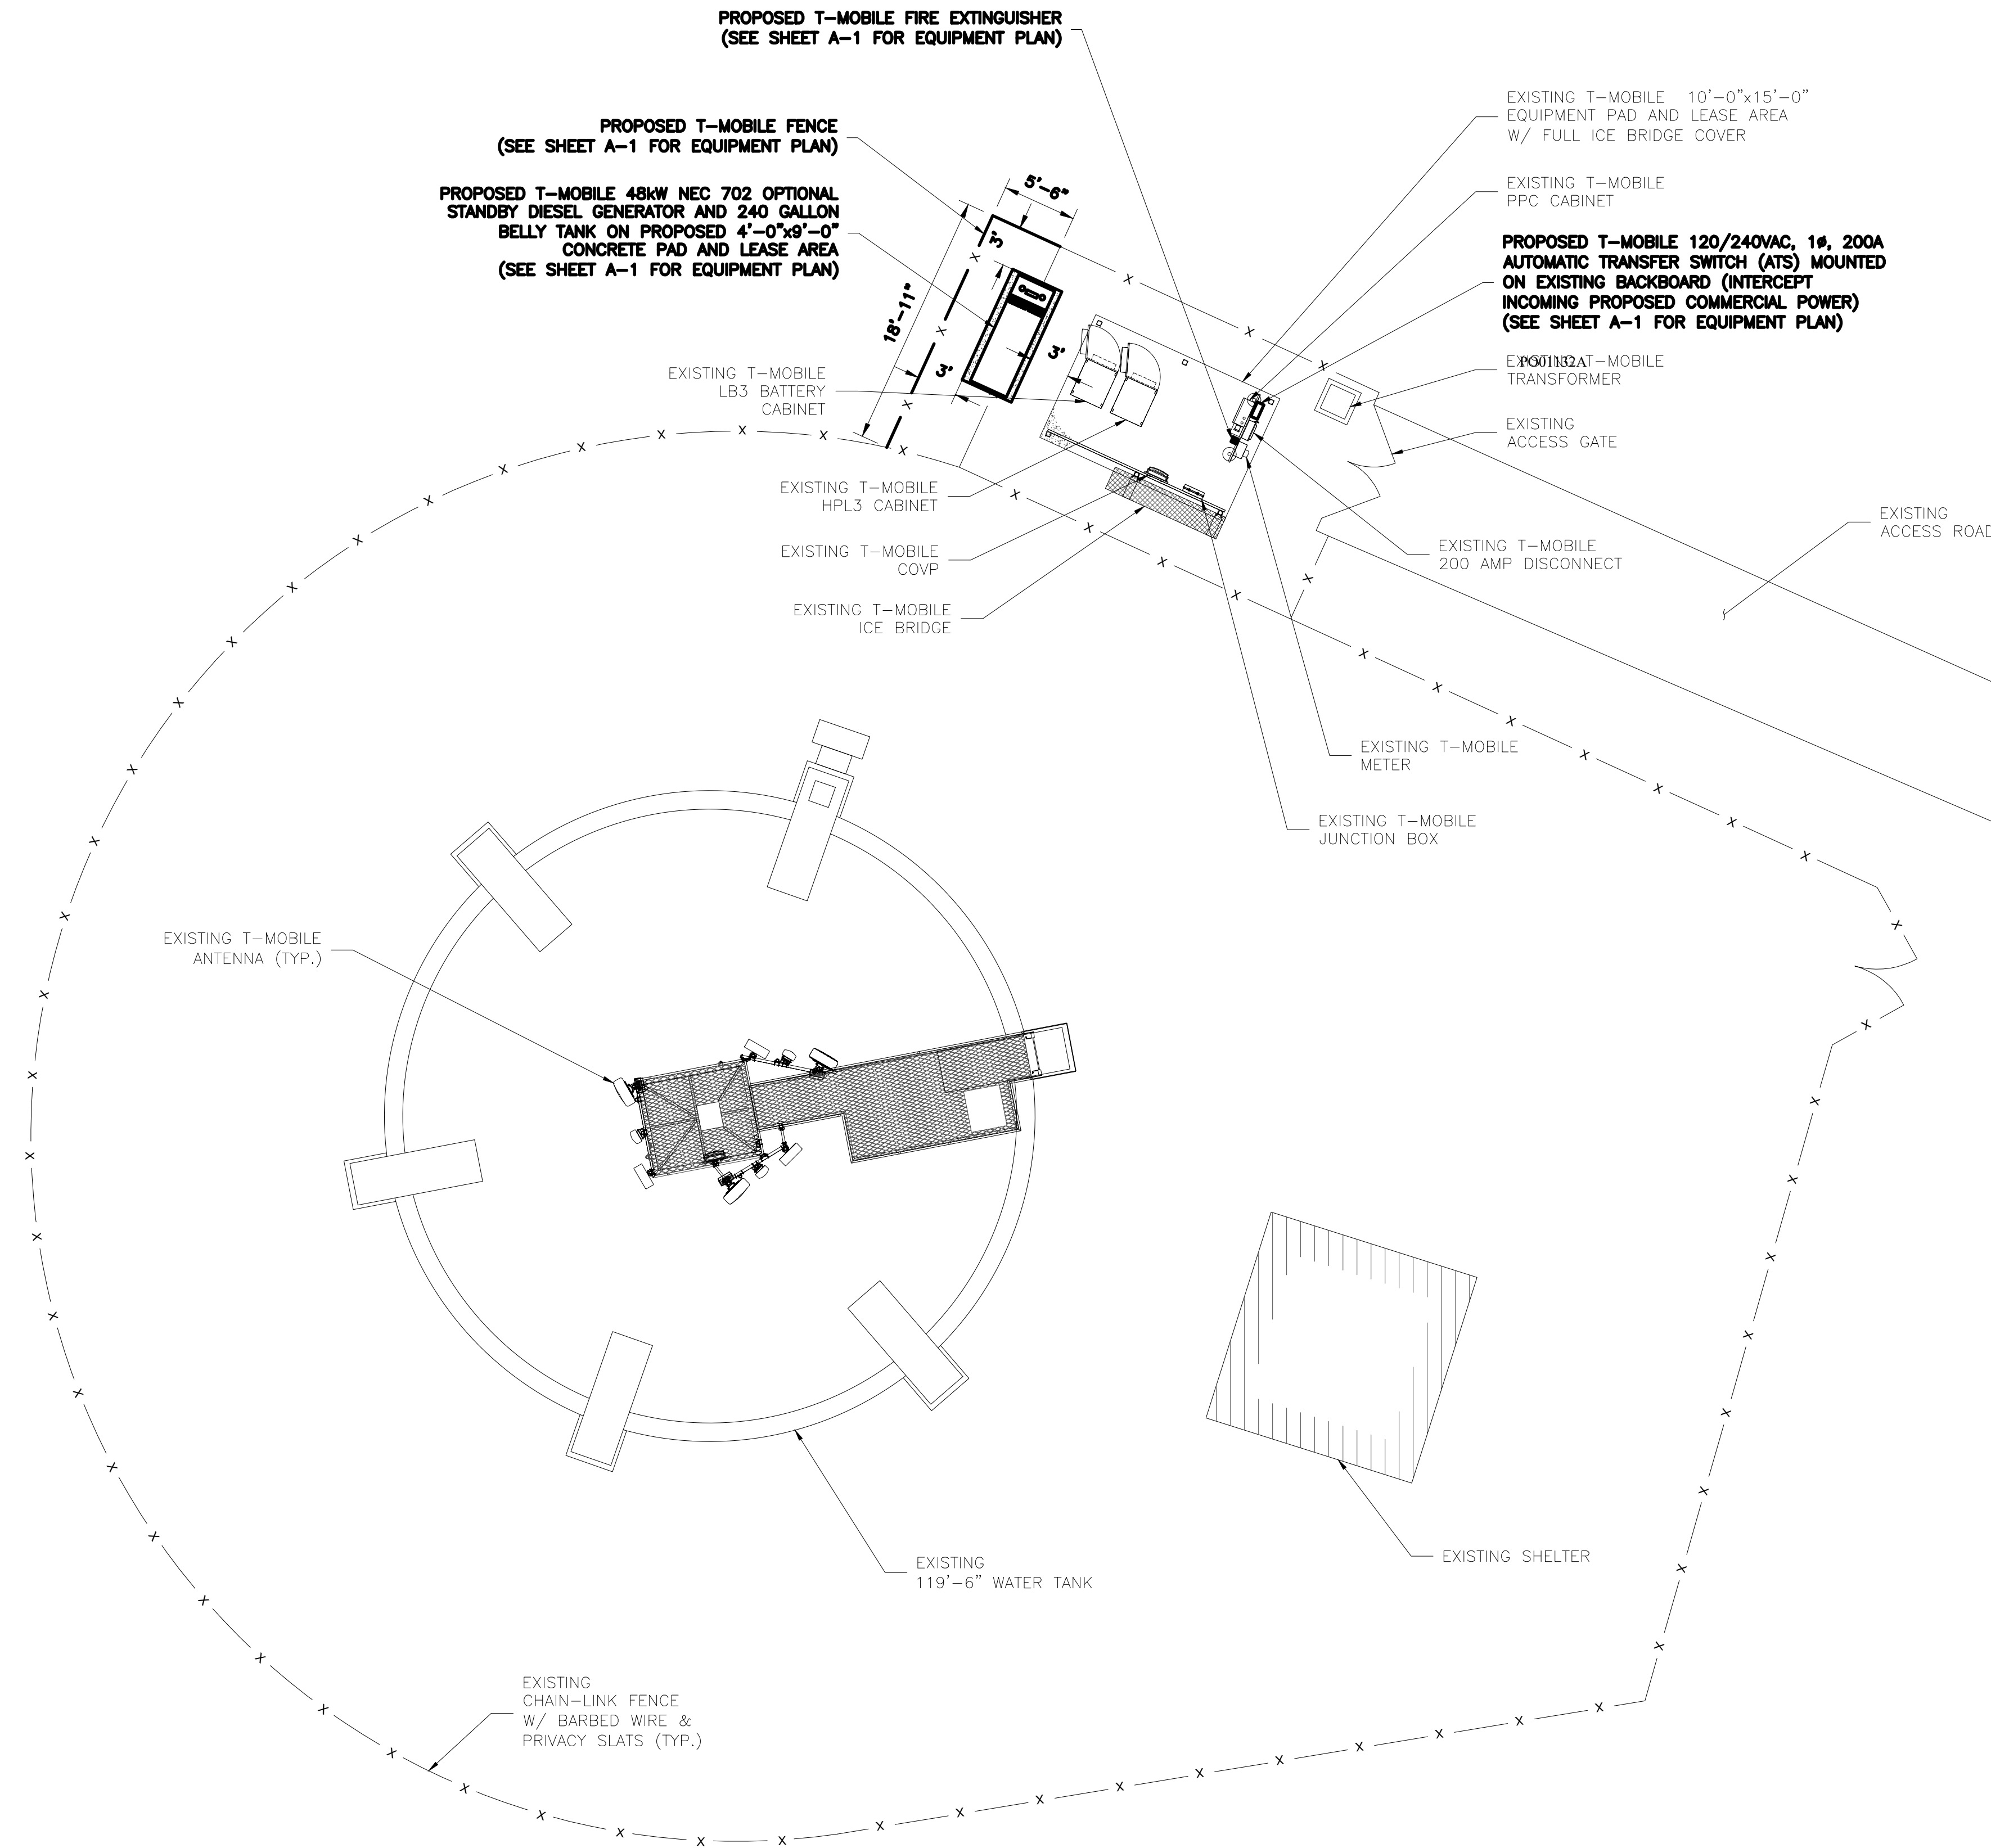 PROPOSED T-MOBILE FIRE EXTINGUISHER
(SEE SHEET A-1 FOR EQUIPMENT PLAN)
EXISTING T-MOBILE 10'-0"x15'-0"
EQUIPMENT PAD AND LEASE AREA
W/ FULL ICE BRIDGE COVER
PROPOSED T-MOBILE FENCE
(SEE SHEET A-1 FOR EQUIPMENT PLAN)
EXISTING T-MOBILE
PPC CABINET
PROPOSED T-MOBILE 48kW NEC 702 OPTIONAL
STANDBY DIESEL GENERATOR AND 240 GALLON
BELLY TANK ON PROPOSED 4'-0"x9'-0"
CONCRETE PAD AND LEASE AREA
(SEE SHEET A-1 FOR EQUIPMENT PLAN)
5'-6"
3'
18'-11"
3'
3'
PROPOSED T-MOBILE 120/240VAC, 1ø, 200A
AUTOMATIC TRANSFER SWITCH (ATS) MOUNTED
ON EXISTING BACKBOARD (INTERCEPT
INCOMING PROPOSED COMMERCIAL POWER)
(SEE SHEET A-1 FOR EQUIPMENT PLAN)
EXISTING T-MOBILE
PO01132A
TRANSFORMER
EXISTING T-MOBILE
LB3 BATTERY
CABINET
EXISTING
ACCESS GATE
EXISTING T-MOBILE
HPL3 CABINET
EXISTING
ACCESS ROAD
EXISTING T-MOBILE
COVP
EXISTING T-MOBILE
200 AMP DISCONNECT
EXISTING T-MOBILE
ICE BRIDGE
EXISTING T-MOBILE
METER
EXISTING T-MOBILE
JUNCTION BOX
EXISTING T-MOBILE
ANTENNA (TYP.)
EXISTING SHELTER
EXISTING
119'-6" WATER TANK
EXISTING
CHAIN-LINK FENCE
W/ BARBED WIRE &
PRIVACY SLATS (TYP.)